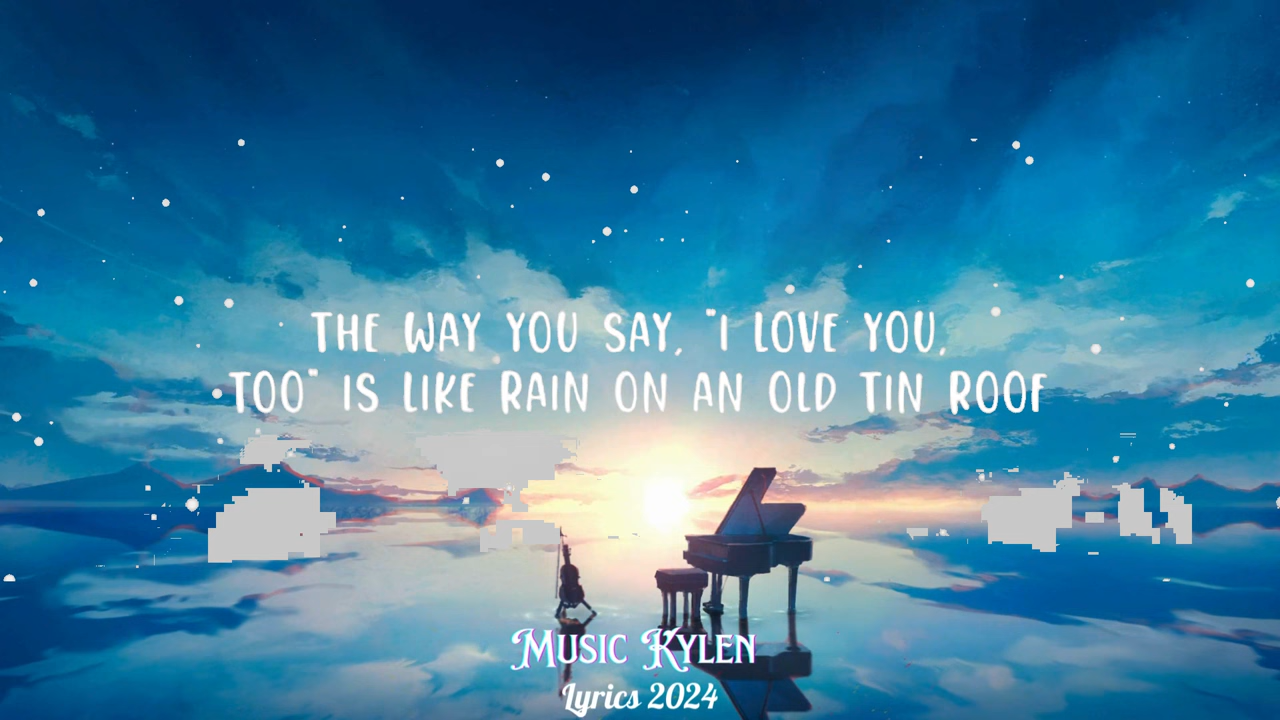 THE WAY YOU SAY, "I LOVE YOU,
TOO" IS LIKE RAIN ON AN OLD TIN ROOF
MUSIC KYLEN
Lyrics 2024